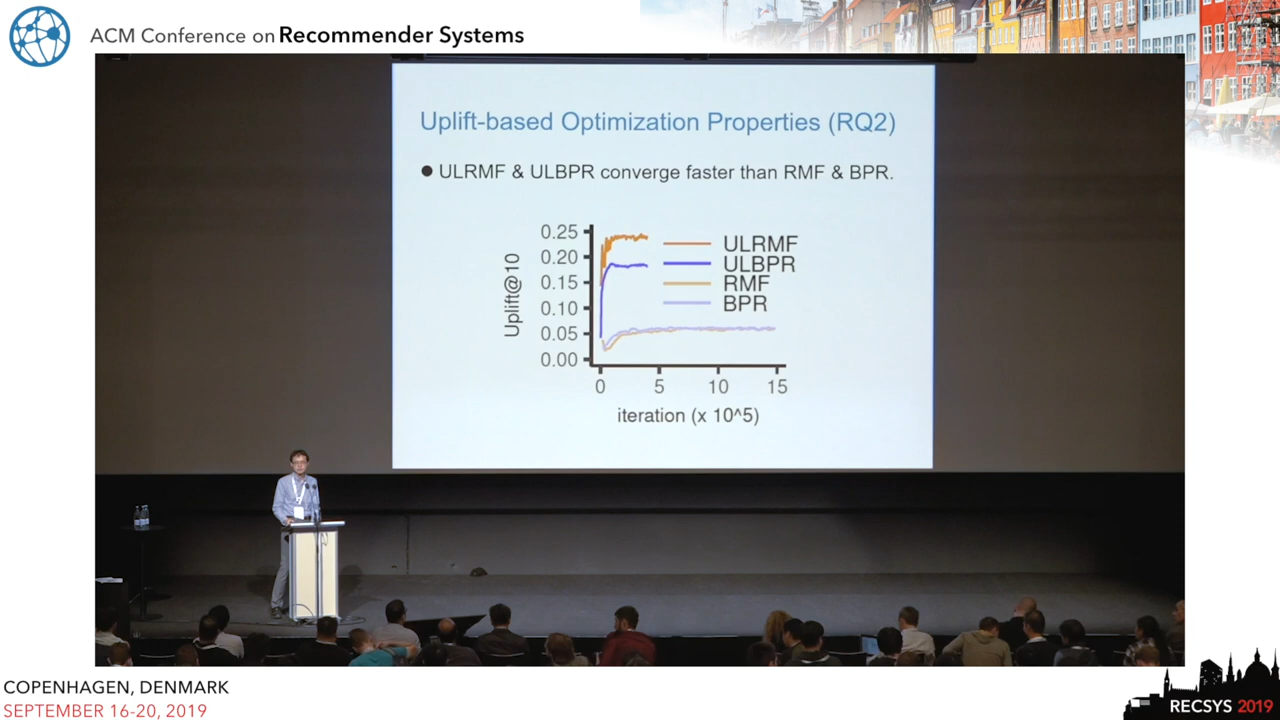 ACM Conference on Recommender Systems
Uplift-based Optimization Properties (RQ2)
● ULRMF & ULBPR converge faster than RMF & BPR.
Uplift@10
0.25
0.20
0.15
0.10
0.05
0.00
ULRMF
ULBPR
RMF
BPR
0 5 10 15
iteration (x 10^5)
COPENHAGEN, DENMARK
SEPTEMBER 16-20, 2019
RECSYS 2019